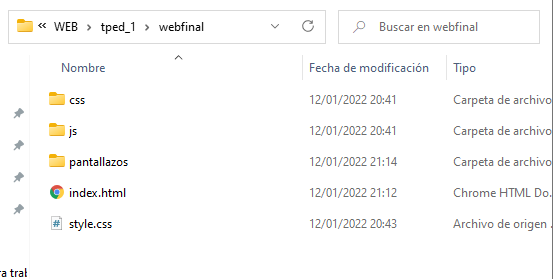 « WEB > tped_1 > webfinal
Buscar en webfinal
Nombre Fecha de modificación Tipo
css 12/01/2022 20:41 Carpeta de archivo
js 12/01/2022 20:41 Carpeta de archivo
pantallazos 12/01/2022 21:14 Carpeta de archivo
index.html 12/01/2022 21:12 Chrome HTML Do...
# style.css 12/01/2022 20:43 Archivo de origen ...
ra trab